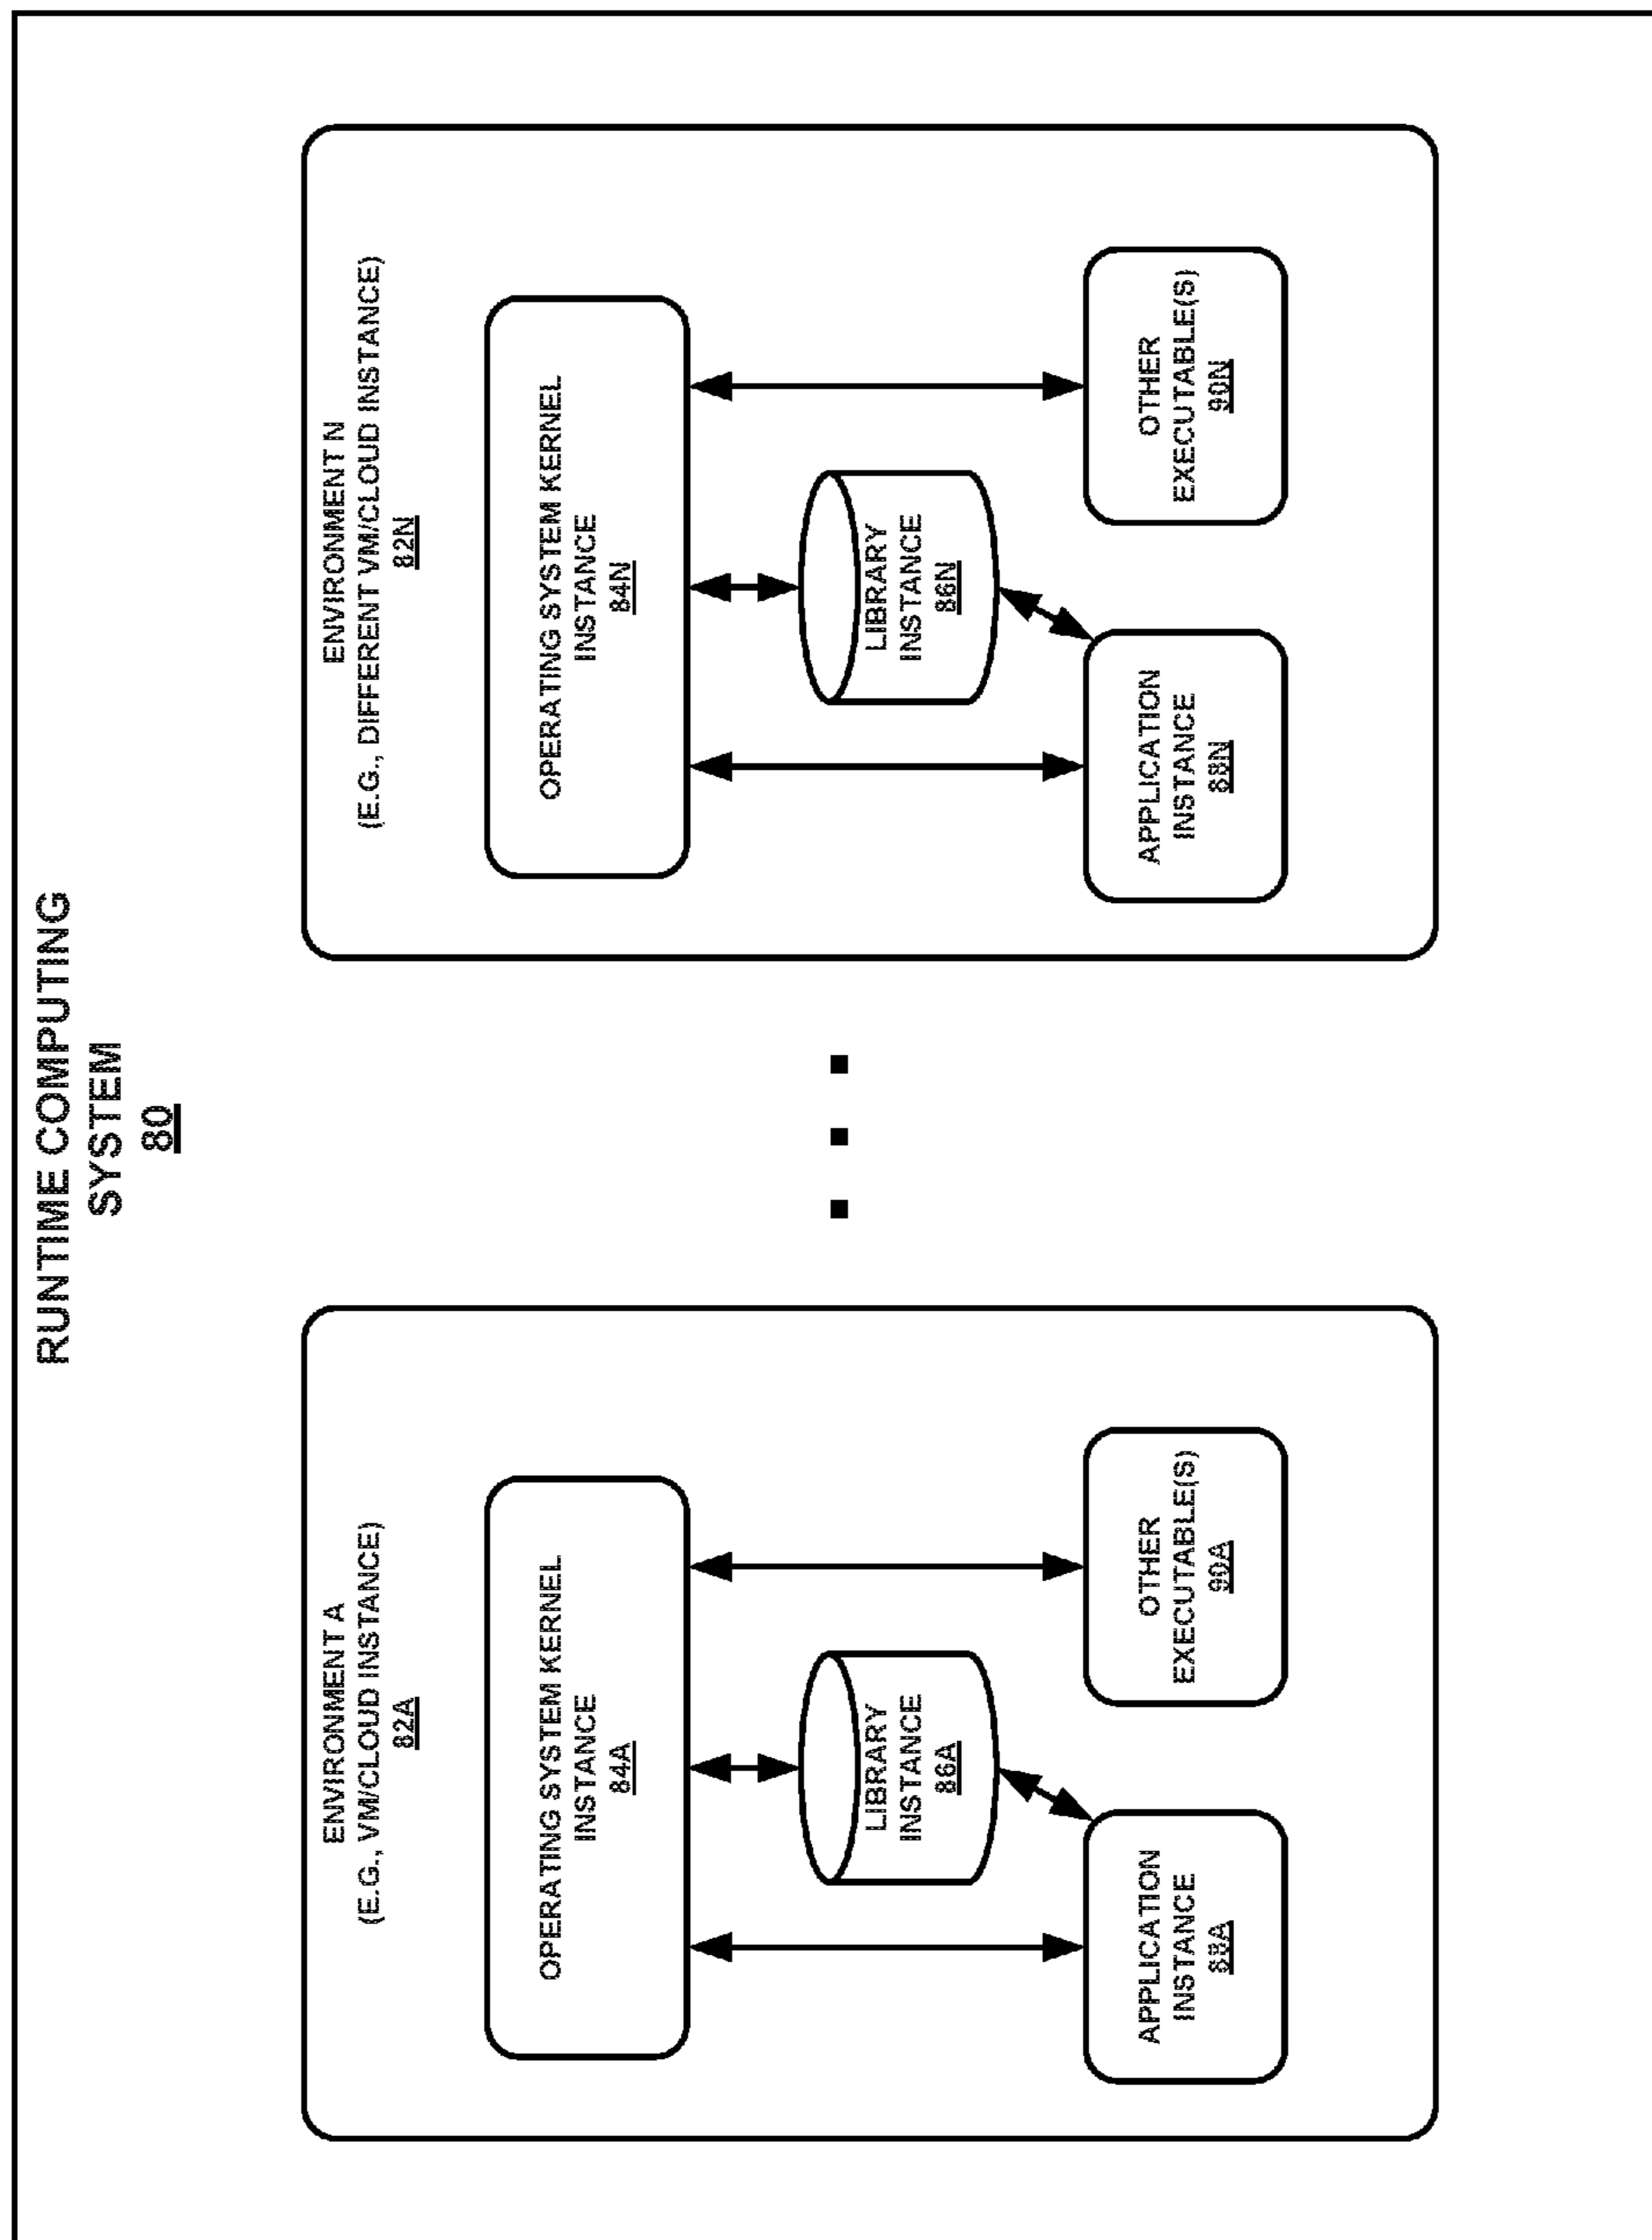 RUNTIME COMPUTING
SYSTEM
80
ENVIRONMENT A
(E.G., VM/CLOUD INSTANCE)
82A
OPERATING SYSTEM KERNEL
INSTANCE
84A
LIBRARY
INSTANCE
86A
APPLICATION
INSTANCE
88A
OTHER
EXECUTABLE(S)
90A
ENVIRONMENT N
(E.G., DIFFERENT VM/CLOUD INSTANCE)
82N
OPERATING SYSTEM KERNEL
INSTANCE
84N
LIBRARY
INSTANCE
86N
APPLICATION
INSTANCE
88N
OTHER
EXECUTABLE(S)
90N